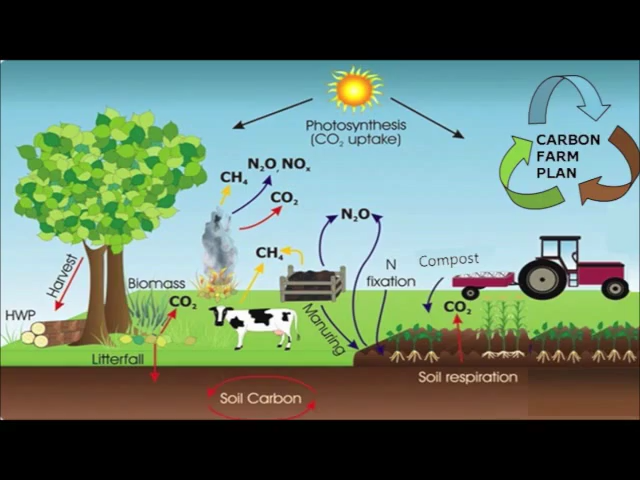 Photosynthesis
(CO₂ uptake)
CARBON
FARM
PLAN
N₂O, NOₓ
CH₄
CO₂
N₂O
CH₄
N
fixation
Compost
Harvest
Biomass
CO₂
CO₂
HWP
Manuring
Litterfall
Soil respiration
Soil Carbon